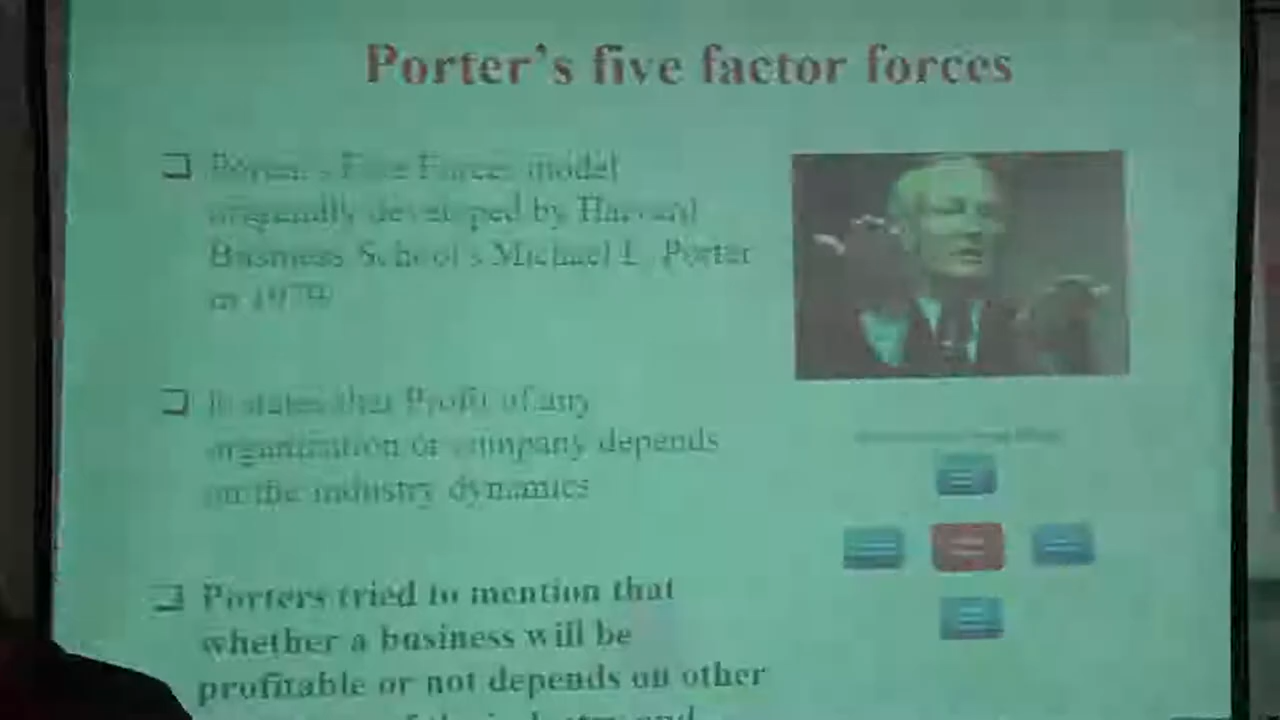 Porter's five factor forces
Porter's Five Forces model
originally developed by Harvard
Business School's Michael E. Porter
in 1979
It states that Profit of any
organization or company depends
on the industry dynamics
Porters tried to mention that
whether a business will be
profitable or not depends on other